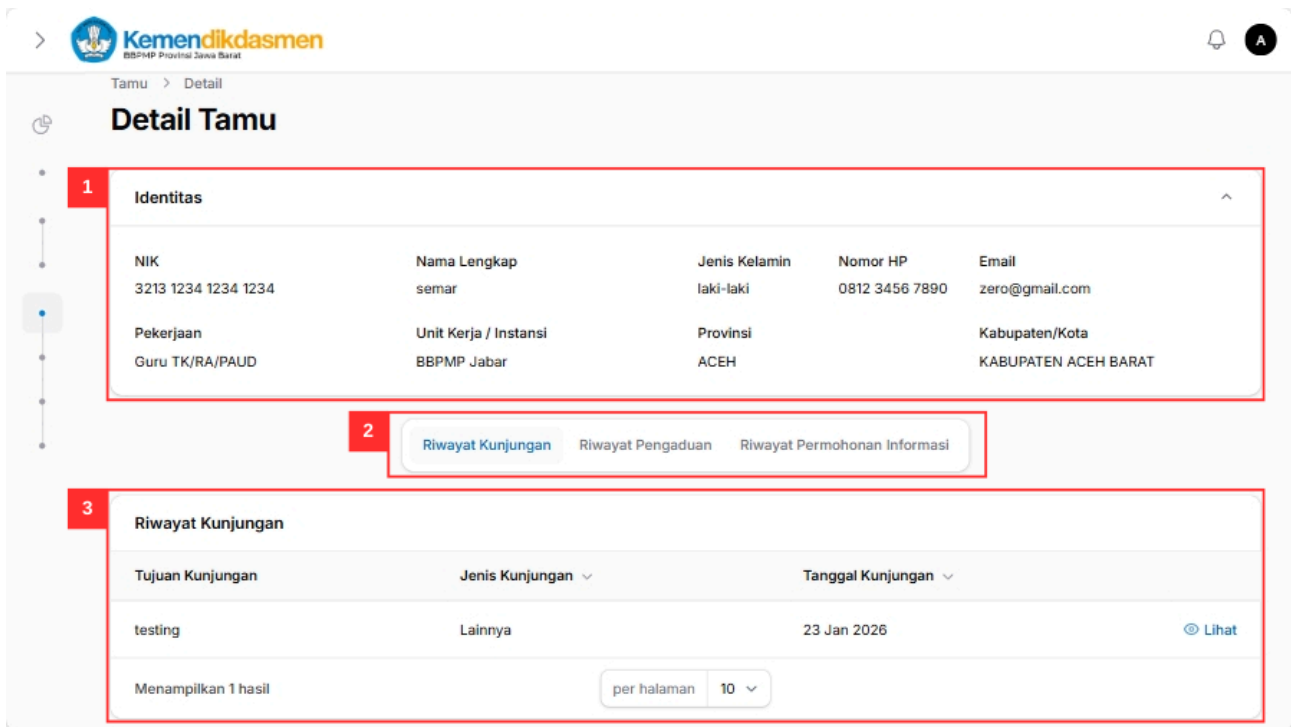 Kemendikdasmen
BBPMP Provinsi Jawa Barat
A
Tamu > Detail
Detail Tamu
1
Identitas
NIK Nama Lengkap Jenis Kelamin Nomor HP Email
3213 1234 1234 1234 semar laki-laki 0812 3456 7890 zero@gmail.com
Pekerjaan Unit Kerja / Instansi Provinsi Kabupaten/Kota
Guru TK/RA/PAUD BBPMP Jabar ACEH KABUPATEN ACEH BARAT
2
Riwayat Kunjungan Riwayat Pengaduan Riwayat Permohonan Informasi
3
Riwayat Kunjungan
Tujuan Kunjungan Jenis Kunjungan Tanggal Kunjungan
testing Lainnya 23 Jan 2026 Lihat
Menampilkan 1 hasil per halaman 10